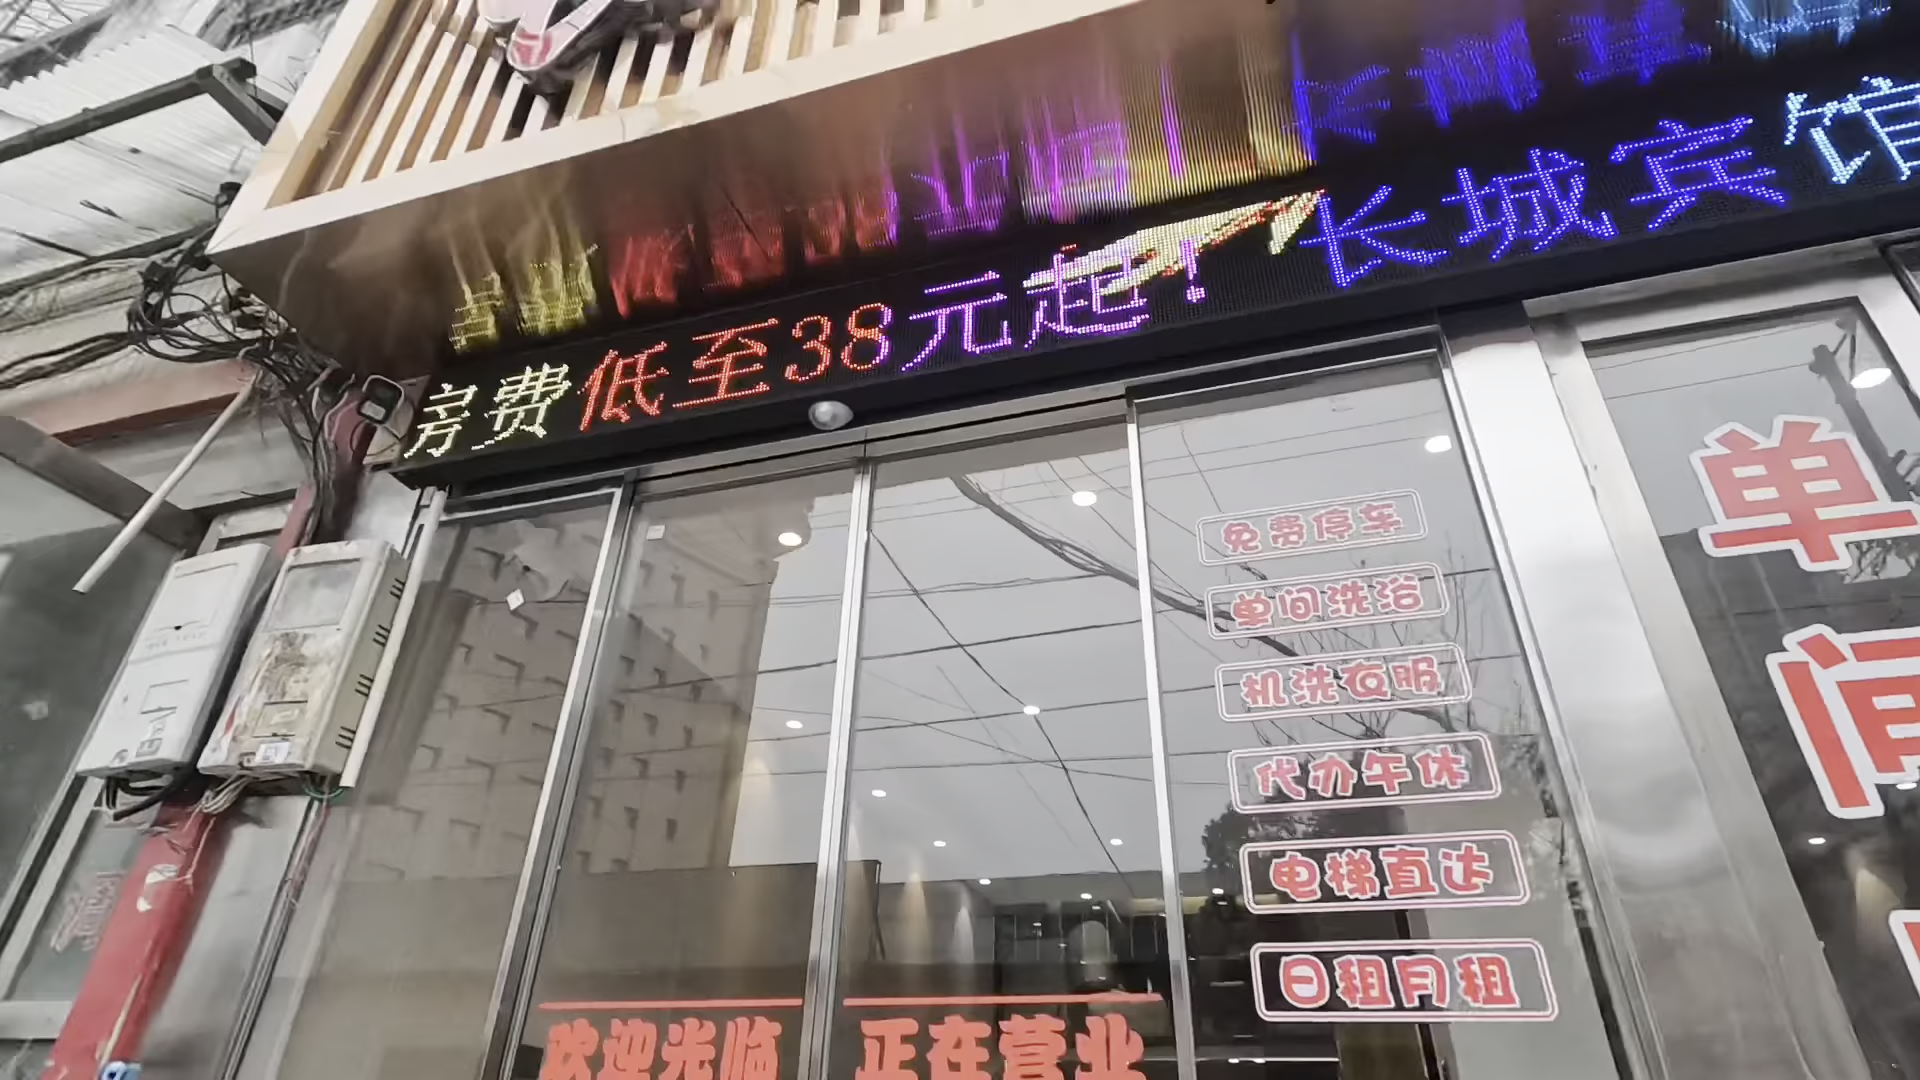 房费低至38元起！ 长城宾馆
免费停车
单间洗浴
机洗衣服
代办午休
电梯直达
日租月租
欢迎光临
正在营业
单
间